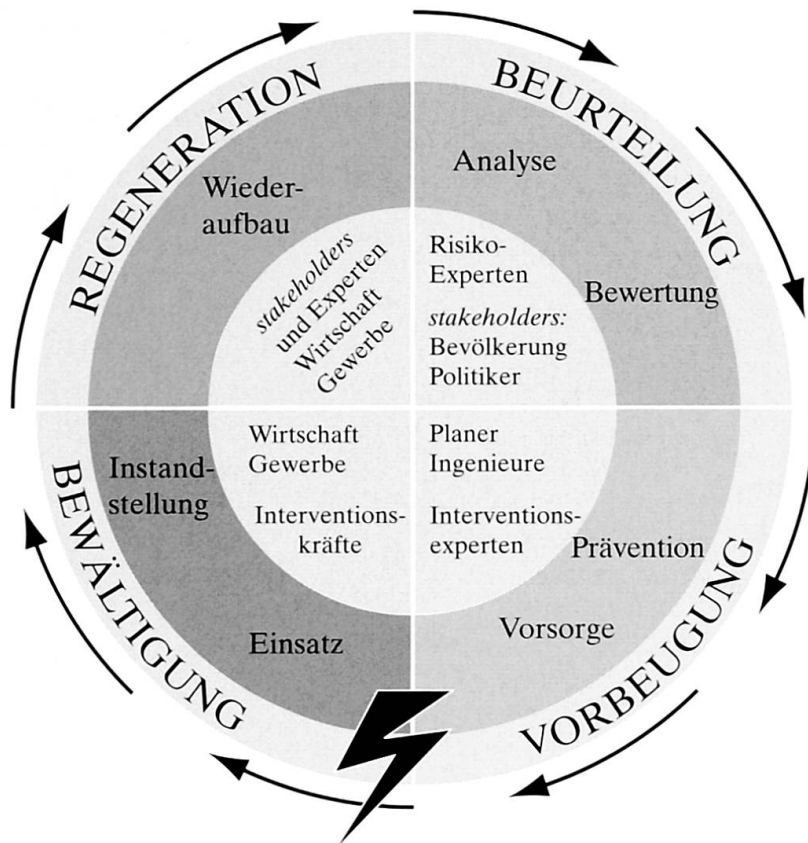 REGENERATION
BEURTEILUNG
Wieder-
aufbau
Analyse
Bewertung
stakeholders
und Experten
Wirtschaft
Gewerbe
Risiko-
Experten
stakeholders:
Bevölkerung
Politiker
Instand-
stellung
Einsatz
Wirtschaft
Gewerbe
Interventions-
kräfte
Planer
Ingenieure
Interventions-
experten
Prävention
Vorsorge
BEWÄLTIGUNG
VORBEUGUNG